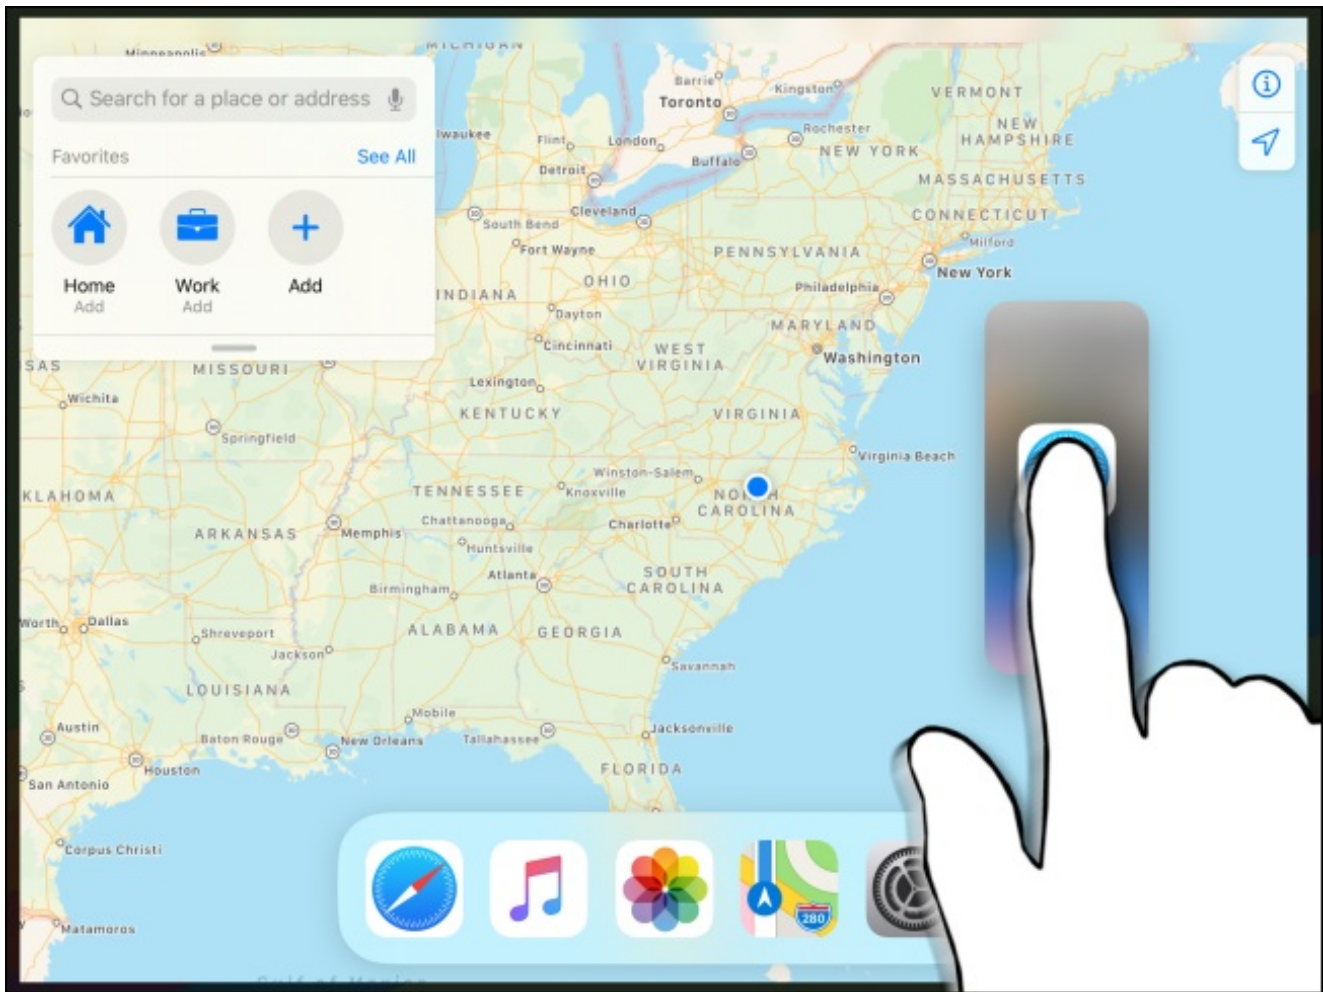 Minneapolis
MICHIGAN
Search for a place or address
Favorites
See All
Home
Add
Work
Add
Add
Barrie
Toronto
Kingston
VERMONT
NEW
HAMPSHIRE
Rochester
NEW YORK
Buffalo
Flint
London
Detroit
MASSACHUSETTS
CONNECTICUT
Cleveland
South Bend
Fort Wayne
PENNSYLVANIA
Milford
New York
OHIO
INDIANA
Philadelphia
Dayton
MARYLAND
Cincinnati
WEST
VIRGINIA
Washington
MISSOURI
Lexington
Wichita
KENTUCKY
VIRGINIA
Springfield
Virginia Beach
Winston-Salem
TENNESSEE
Knoxville
CAROLINA
ARKANSAS
Memphis
Chattanooga
Charlotte
Huntsville
Atlanta
SOUTH
CAROLINA
Birmingham
Worth
Dallas
Shreveport
ALABAMA
GEORGIA
Jackson
Savannah
LOUISIANA
Mobile
Austin
Baton Rouge
New Orleans
Tallahassee
Jacksonville
Houston
FLORIDA
San Antonio
Corpus Christi
280
Matamoros